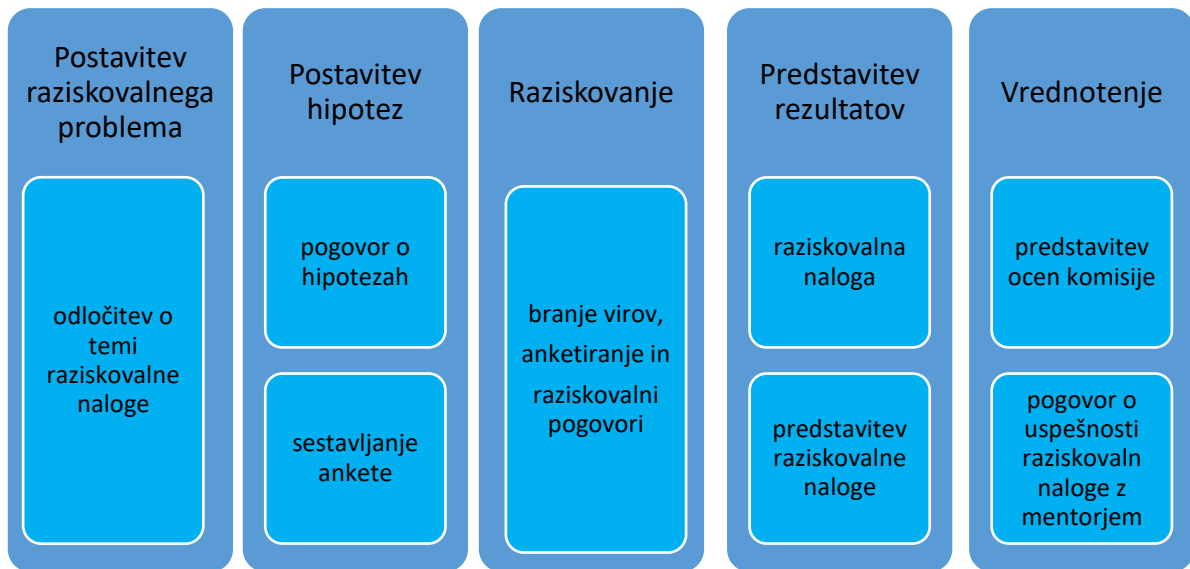 Postavitev
raziskovalnega
problema
odločitev o
temi
raziskovalne
naloge
Postavitev
hipotez
pogovor o
hipotezah
sestavljanje
ankete
Raziskovanje
branje virov,
anketiranje in
raziskovalni
pogovori
Predstavitev
rezultatov
raziskovalna
naloga
predstavitev
raziskovalne
naloge
Vrednotenje
predstavitev
ocen komisije
pogovor o
uspešnosti
raziskovaln
naloge z
mentorjem